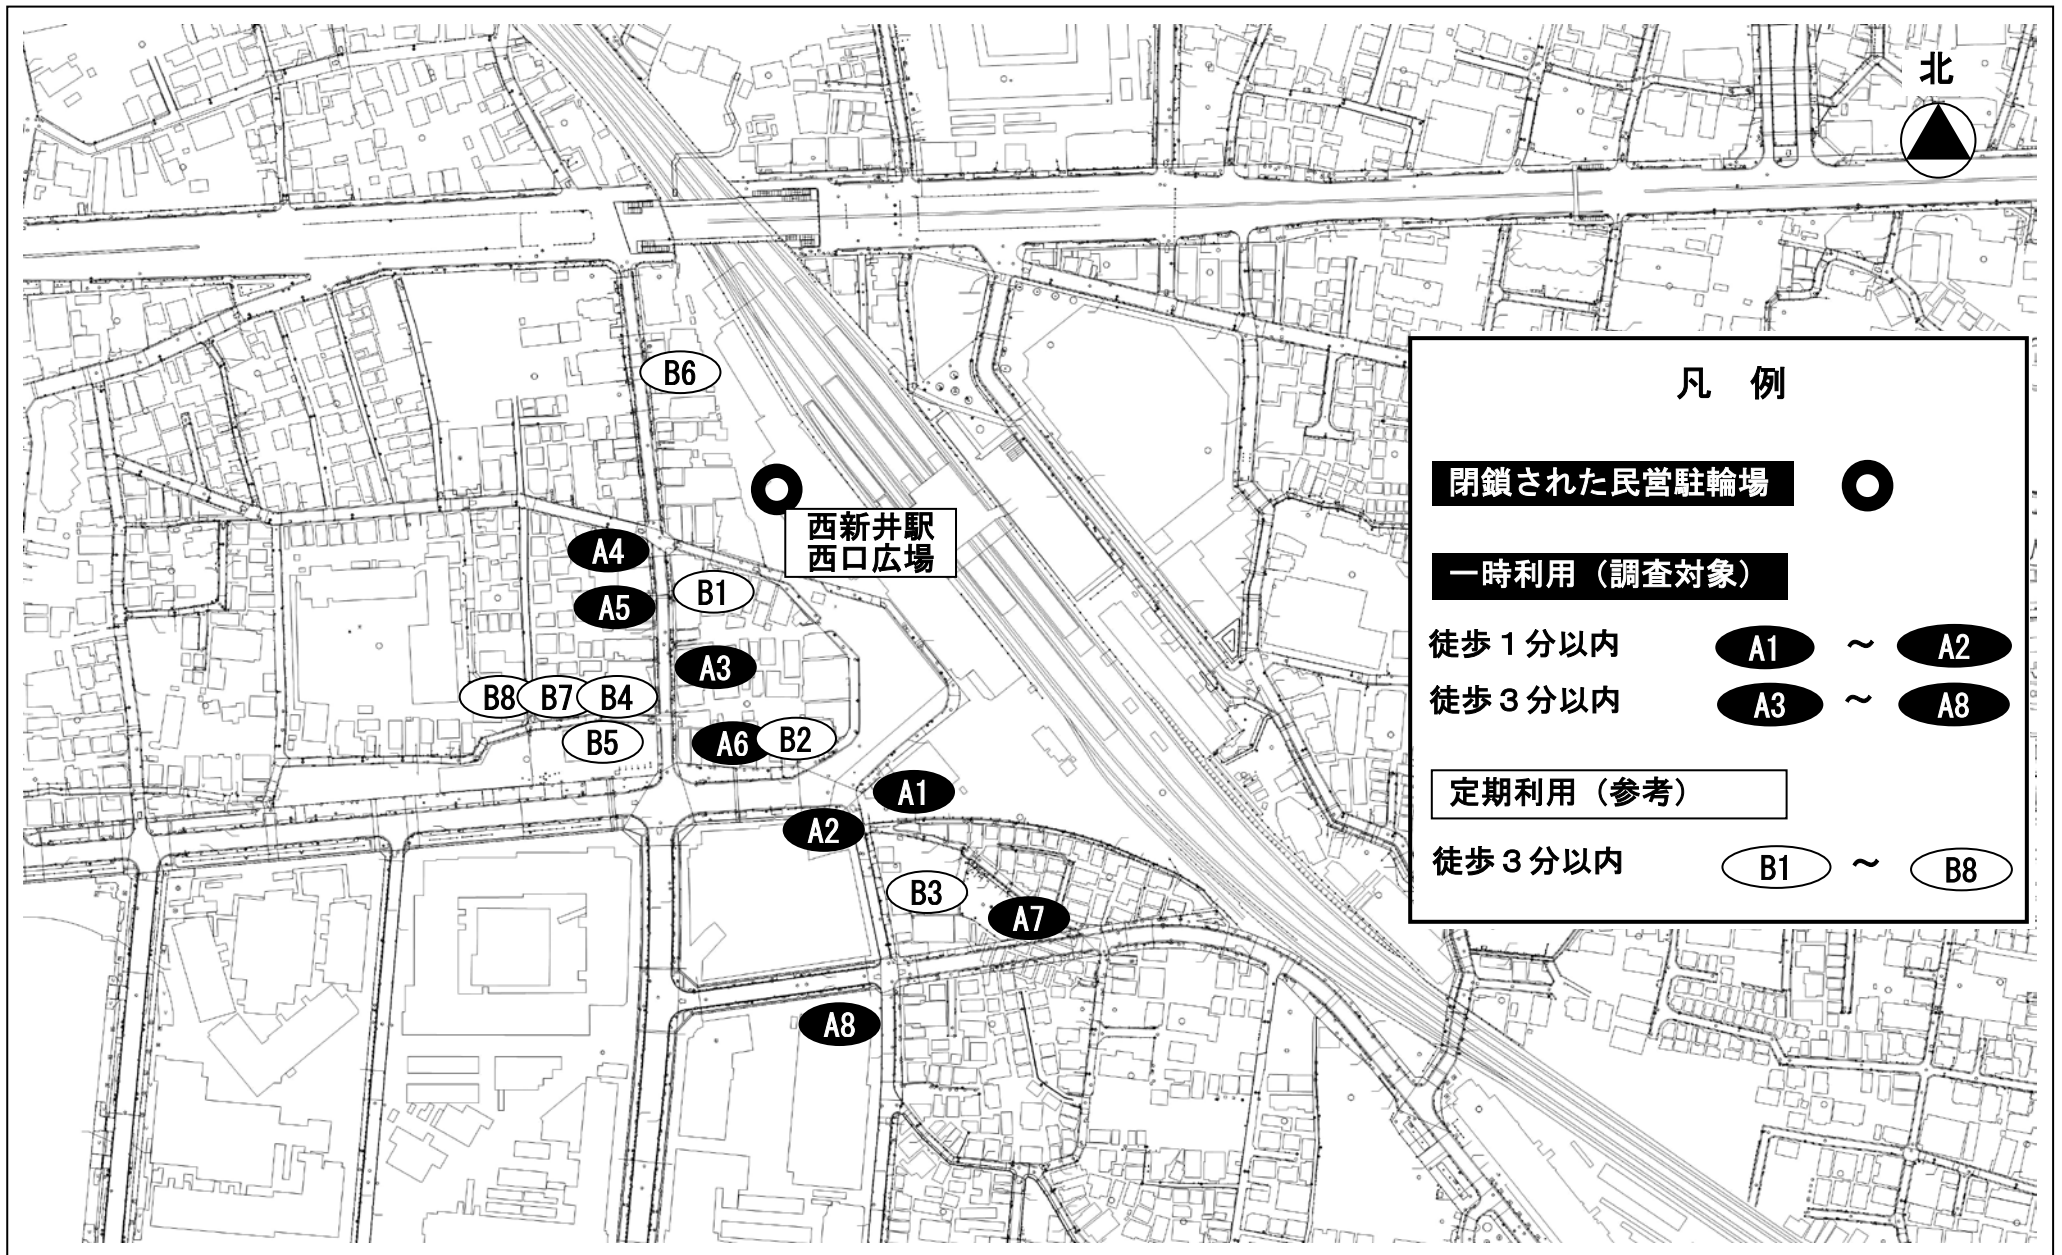 北
B6
西新井駅
西口広場
A4
B1
A5
A3
B8
B7
B4
B5
A6
B2
A1
A2
B3
A7
A8
凡 例
閉鎖された民営駐輪場
一時利用（調査対象）
徒歩１分以内 A1 ～ A2
徒歩３分以内 A3 ～ A8
定期利用（参考）
徒歩３分以内 B1 ～ B8